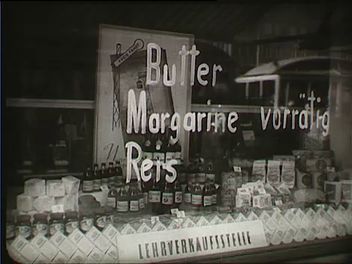 Butter
Margarine vorrätig
Reis
LEHRVERKAUFSSTELLE